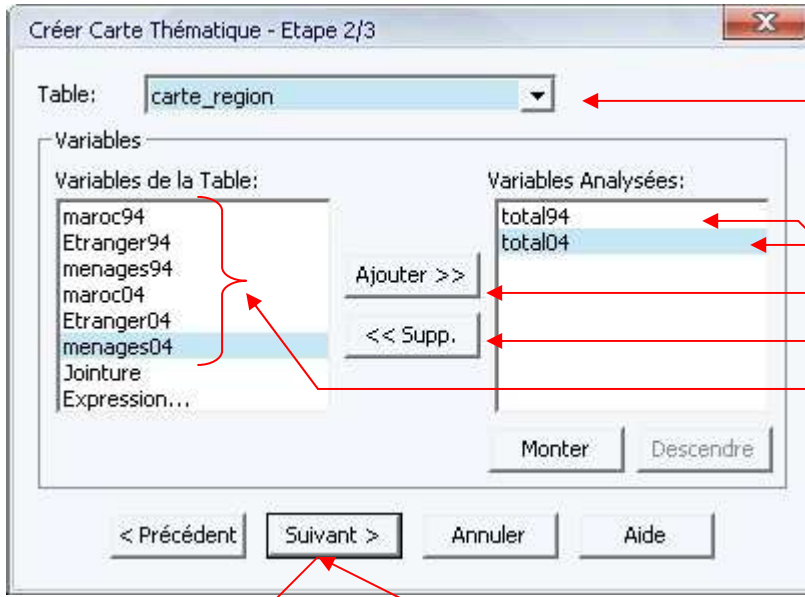 Créer Carte Thématique - Etape 2/3
Table:
carte_region
Variables
Variables de la Table:
maroc94
Etranger94
menages94
maroc04
Etranger04
menages04
Jointure
Expression...
Ajouter >>
<< Supp.
Variables Analysées:
total94
total04
Monter
Descendre
< Précédent
Suivant >
Annuler
Aide